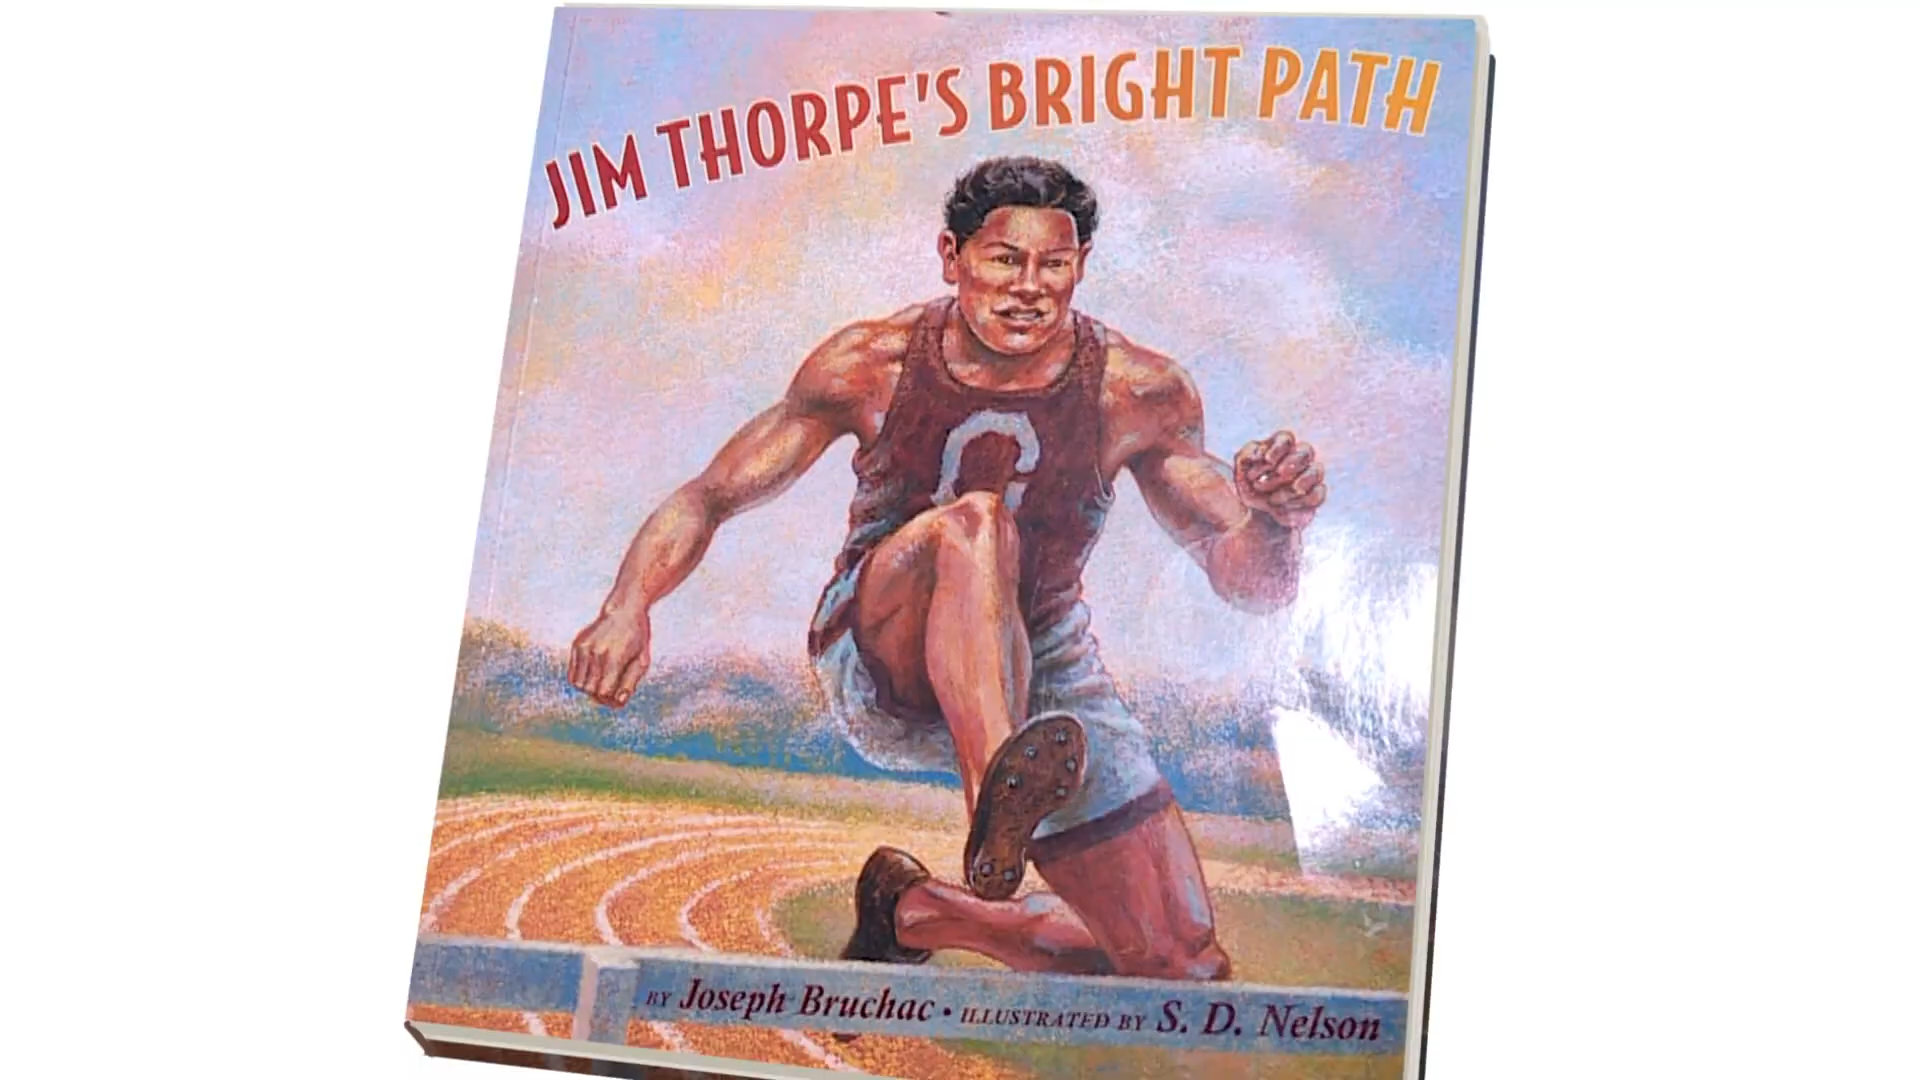 JIM THORPE'S BRIGHT PATH
C
BY Joseph Bruchac • ILLUSTRATED BY S. D. Nelson